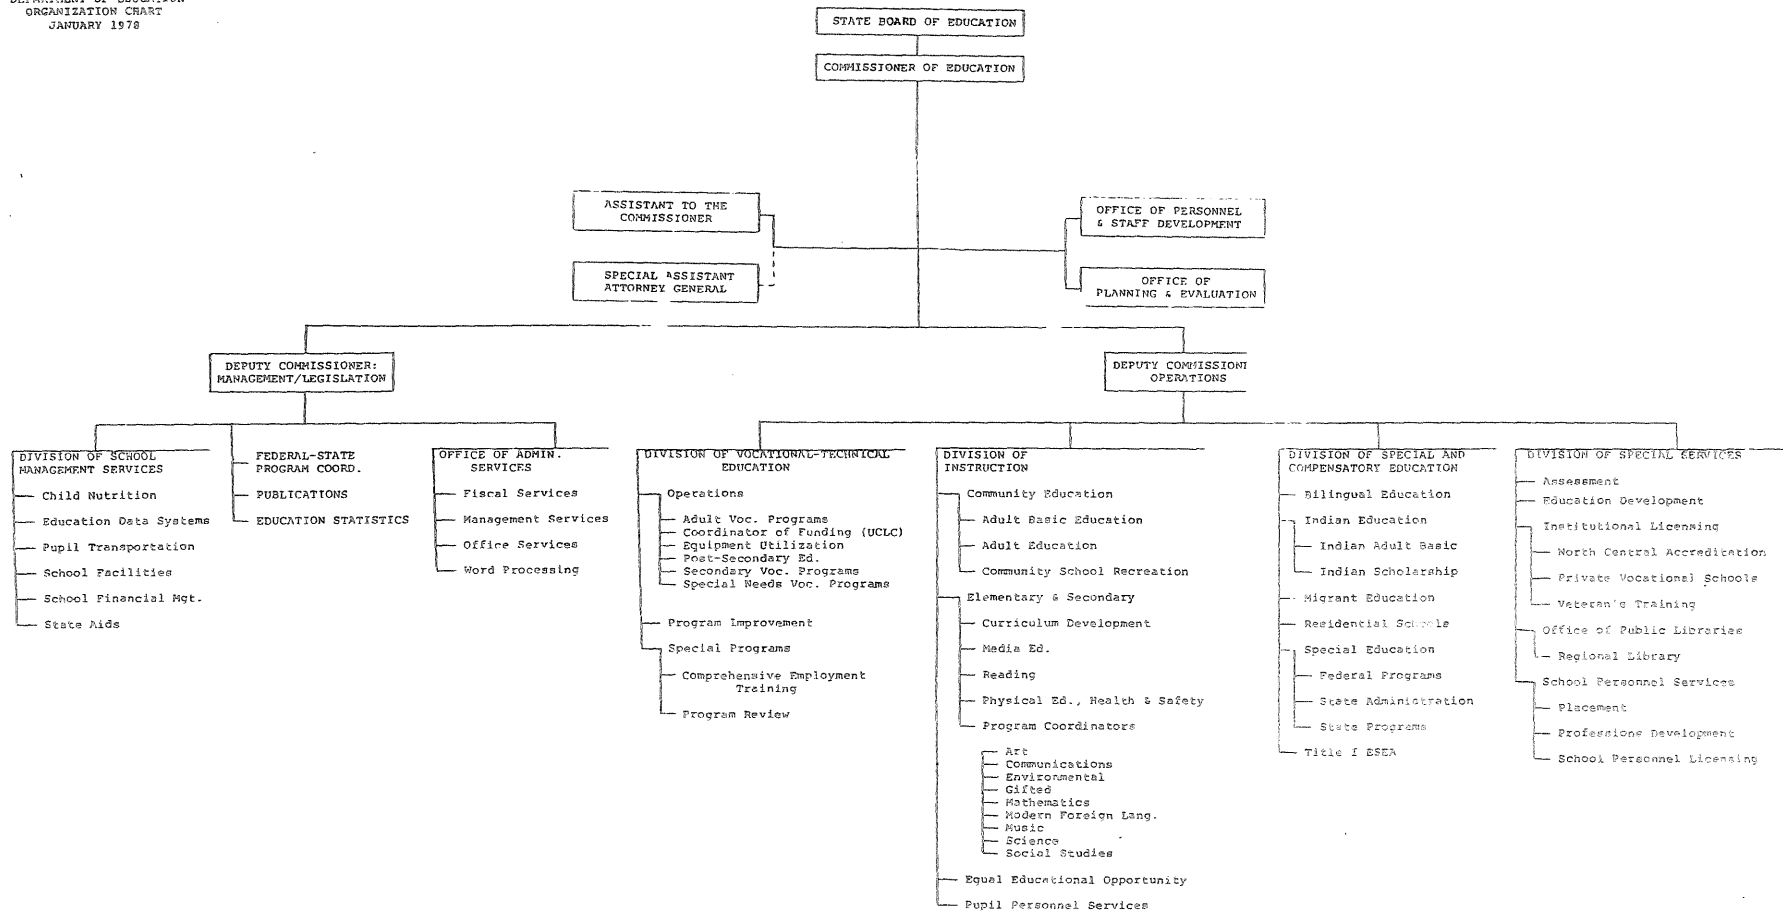 DEPARTMENT OF EDUCATION
ORGANIZATION CHART
JANUARY 1978
STATE BOARD OF EDUCATION
COMMISSIONER OF EDUCATION
ASSISTANT TO THE
COMMISSIONER
SPECIAL ASSISTANT
ATTORNEY GENERAL
OFFICE OF PERSONNEL
& STAFF DEVELOPMENT
OFFICE OF
PLANNING & EVALUATION
DEPUTY COMMISSIONER:
MANAGEMENT/LEGISLATION
DEPUTY COMMISSION
OPERATIONS
DIVISION OF SCHOOL
MANAGEMENT SERVICES
Child Nutrition
Education Data Systems
Pupil Transportation
School Facilities
School Financial Mgt.
State Aids
FEDERAL-STATE
PROGRAM COORD.
PUBLICATIONS
EDUCATION STATISTICS
OFFICE OF ADMIN.
SERVICES
Fiscal Services
Management Services
Office Services
Word Processing
DIVISION OF VOCATIONAL-TECHNICAL
EDUCATION
Operations
Adult Voc. Programs
Coordinator of Funding (UCLC)
Equipment Utilization
Post-Secondary Ed.
Secondary Voc. Programs
Special Needs Voc. Programs
Program Improvement
Special Programs
Comprehensive Employment
Training
Program Review
DIVISION OF
INSTRUCTION
Community Education
Adult Basic Education
Adult Education
Community School Recreation
Elementary & Secondary
Curriculum Development
Media Ed.
Reading
Physical Ed., Health & Safety
Program Coordinators
Art
Communications
Environmental
Gifted
Mathematics
Modern Foreign Lang.
Music
Science
Social Studies
Equal Educational Opportunity
Pupil Personnel Services
DIVISION OF SPECIAL AND
COMPENSATORY EDUCATION
Bilingual Education
Indian Education
Indian Adult Basic
Indian Scholarship
Migrant Education
Residential Schools
Special Education
Federal Programs
State Administration
State Programs
Title I ESEA
DIVISION OF SPECIAL SERVICES
Assessment
Education Development
Institutional Licensing
North Central Accreditation
Private Vocational Schools
Veteran's Training
Office of Public Libraries
Regional Library
School Personnel Services
Placement
Professions Development
School Personnel Licensing